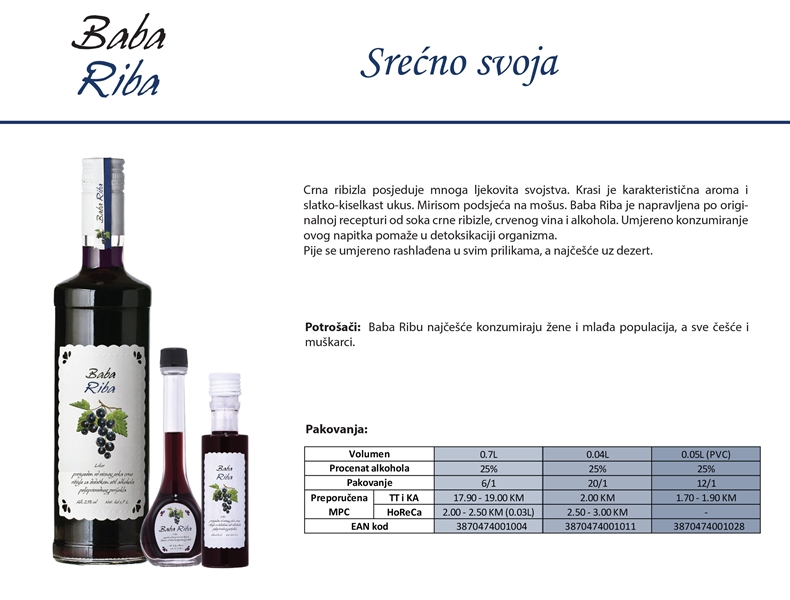 Baba
Riba
Srećno svoja
Crna ribizla posjeduje mnoga ljekovita svojstva. Krasi je karakteristična aroma i
slatko-kiselkast ukus. Mirisom podsjeća na mošus. Baba Riba je napravljena po origi-
nalnoj recepturi od soka crne ribizle, crvenog vina i alkohola. Umjereno konzumiranje
ovog napitka pomaže u detoksikaciji organizma.
Pije se umjereno rashlađena u svim prilikama, a najčešće uz dezert.
Potrošači: Baba Ribu najčešće konzumiraju žene i mlađa populacija, a sve češće i
muškarci.
Pakovanja:
Volumen 0.7L 0.04L 0.05L (PVC)
Procenat alkohola 25% 25% 25%
Pakovanje 6/1 20/1 12/1
Preporučena MPC TT i KA 17.90 - 19.00 KM 2.00 KM 1.70 - 1.90 KM
HoReCa 2.00 - 2.50 KM (0.03L) 2.50 - 3.00 KM -
EAN kod 3870474001004 3870474001011 3870474001028
Baba Riba
Baba
Riba
Liker
Baba Riba
Baba
Riba